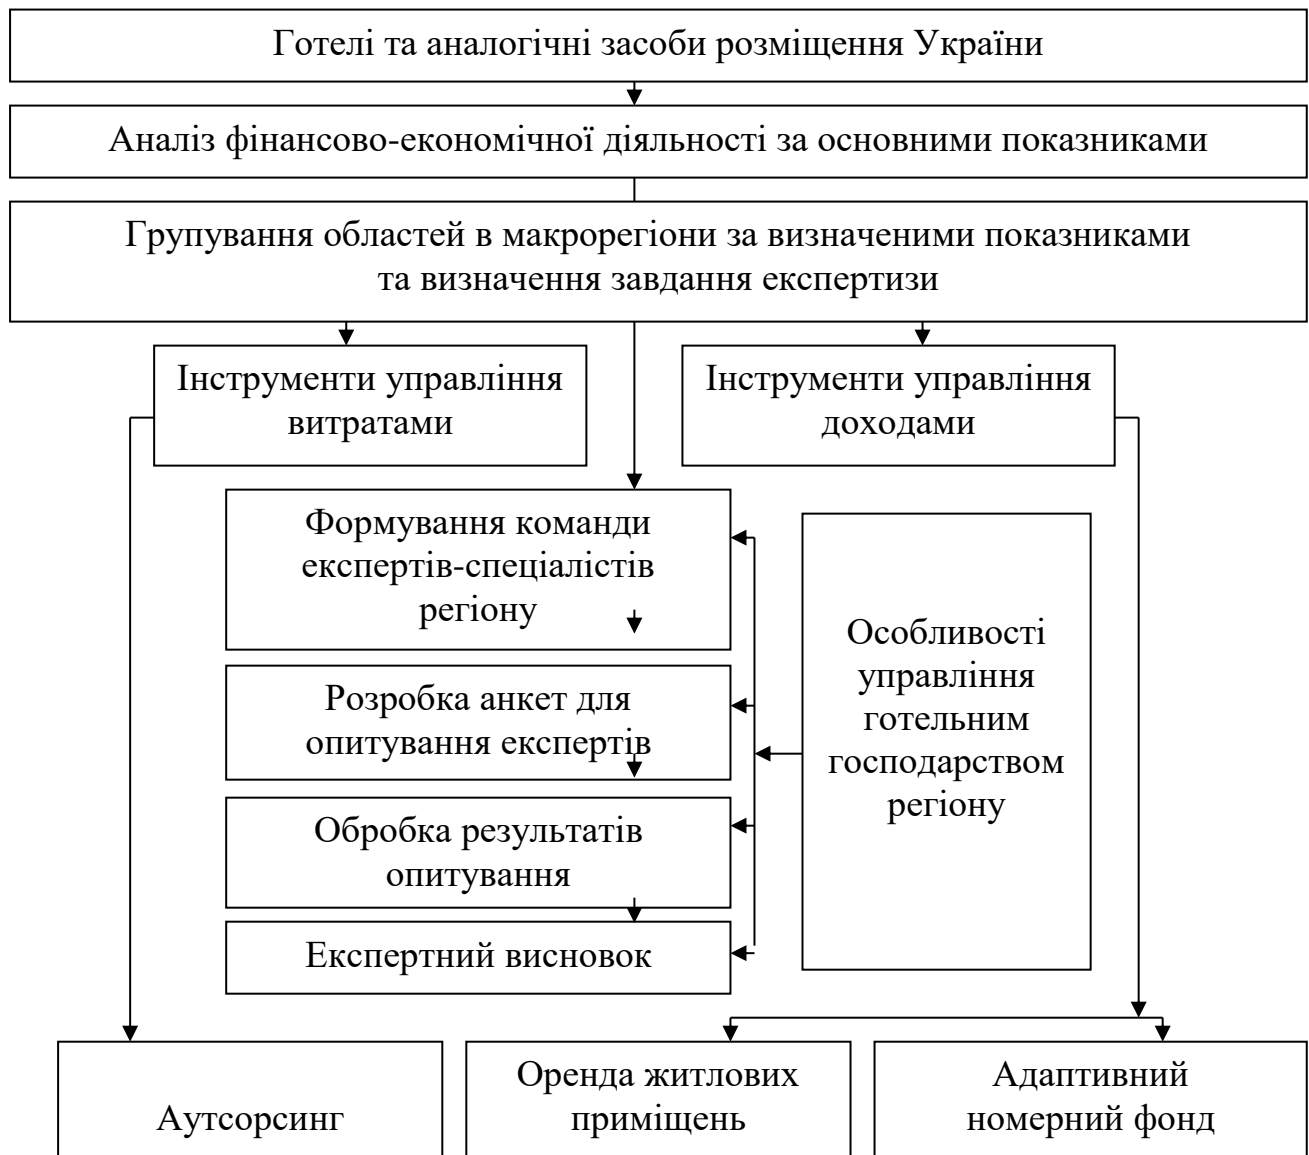 Готелі та аналогічні засоби розміщення України
Аналіз фінансово-економічної діяльності за основними показниками
Групування областей в макрорегіони за визначеними показниками
та визначення завдання експертизи
Інструменти управління
витратами
Інструменти управління
доходами
Формування команди
експертів-спеціалістів
регіону
Розробка анкет для
опитування експертів
Обробка результатів
опитування
Експертний висновок
Особливості
управління
готельним
господарством
регіону
Аутсорсинг
Оренда житлових
приміщень
Адаптивний
номерний фонд